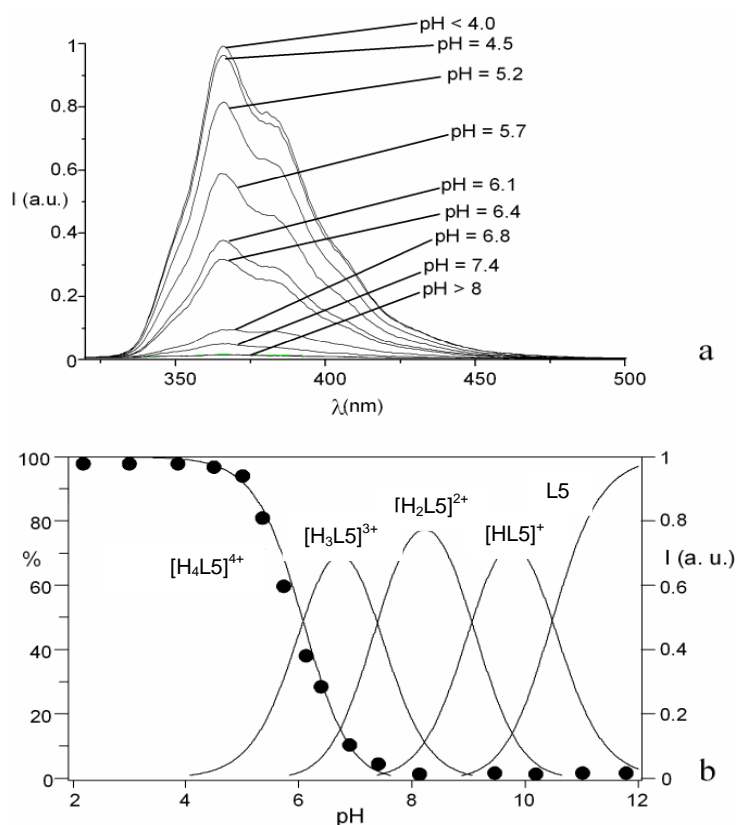 pH < 4.0
pH = 4.5
pH = 5.2
pH = 5.7
pH = 6.1
pH = 6.4
pH = 6.8
pH = 7.4
pH > 8
1
0.8
0.6
I (a.u.)
0.4
0.2
0
350 400 450 500
λ(nm)
a
100 1
80 0.8
% I (a. u.)
60 0.6
40 0.4
20 0.2
0 0
[H4L5]4+
[H3L5]3+
[H2L5]2+
[HL5]+
L5
2 4 6 8 10 12
pH
b